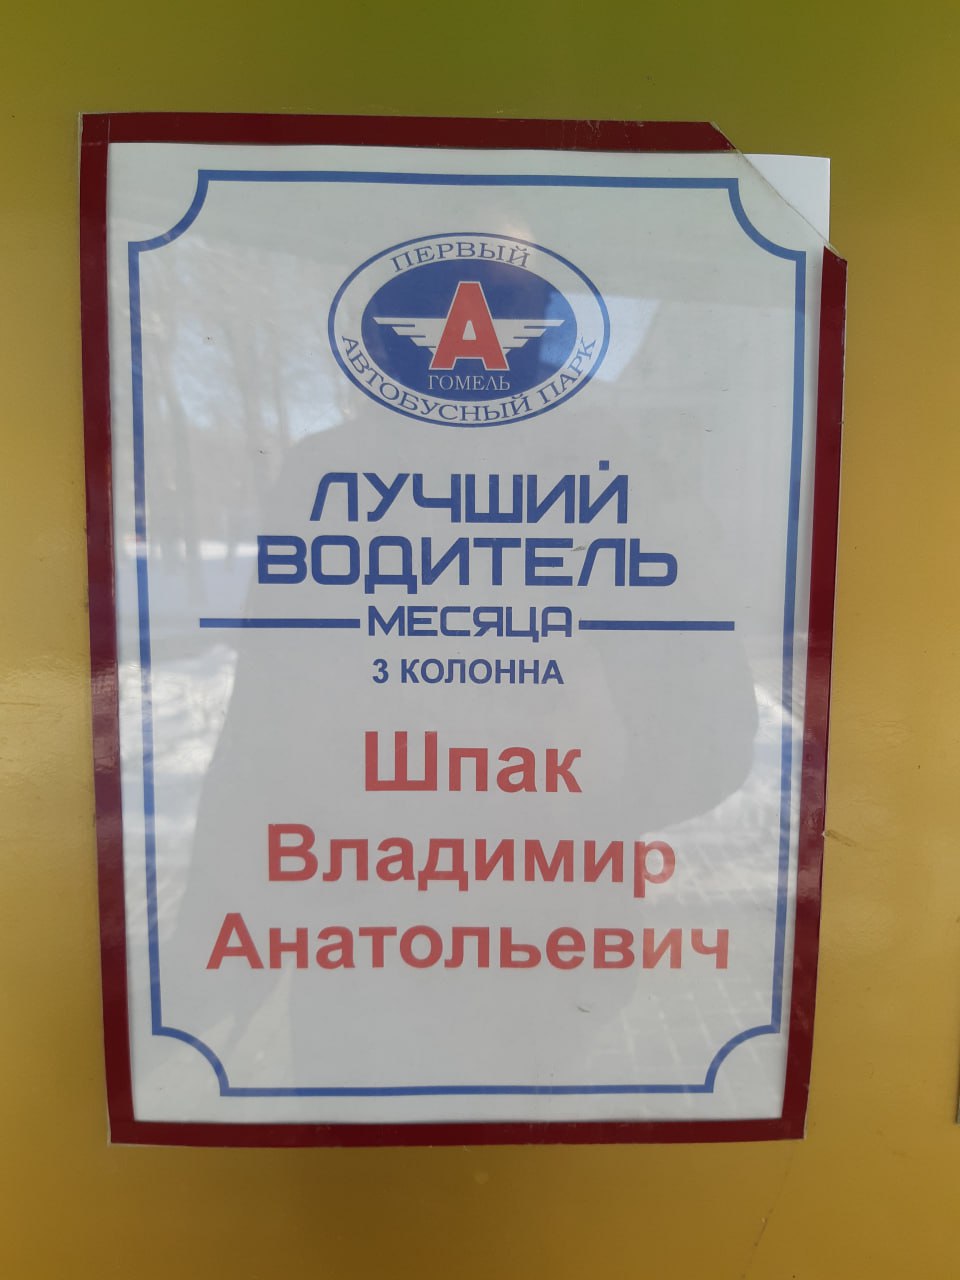 ПЕРВЫЙ
А
ГОМЕЛЬ
АВТОБУСНЫЙ ПАРК
ЛУЧШИЙ
ВОДИТЕЛЬ
МЕСЯЦА
3 КОЛОННА
Шпак
Владимир
Анатольевич